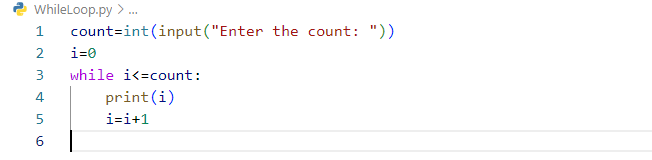 WhileLoop.py > ...
1 count=int(input("Enter the count: "))
2 i=0
3 while i<=count:
4     print(i)
5     i=i+1
6